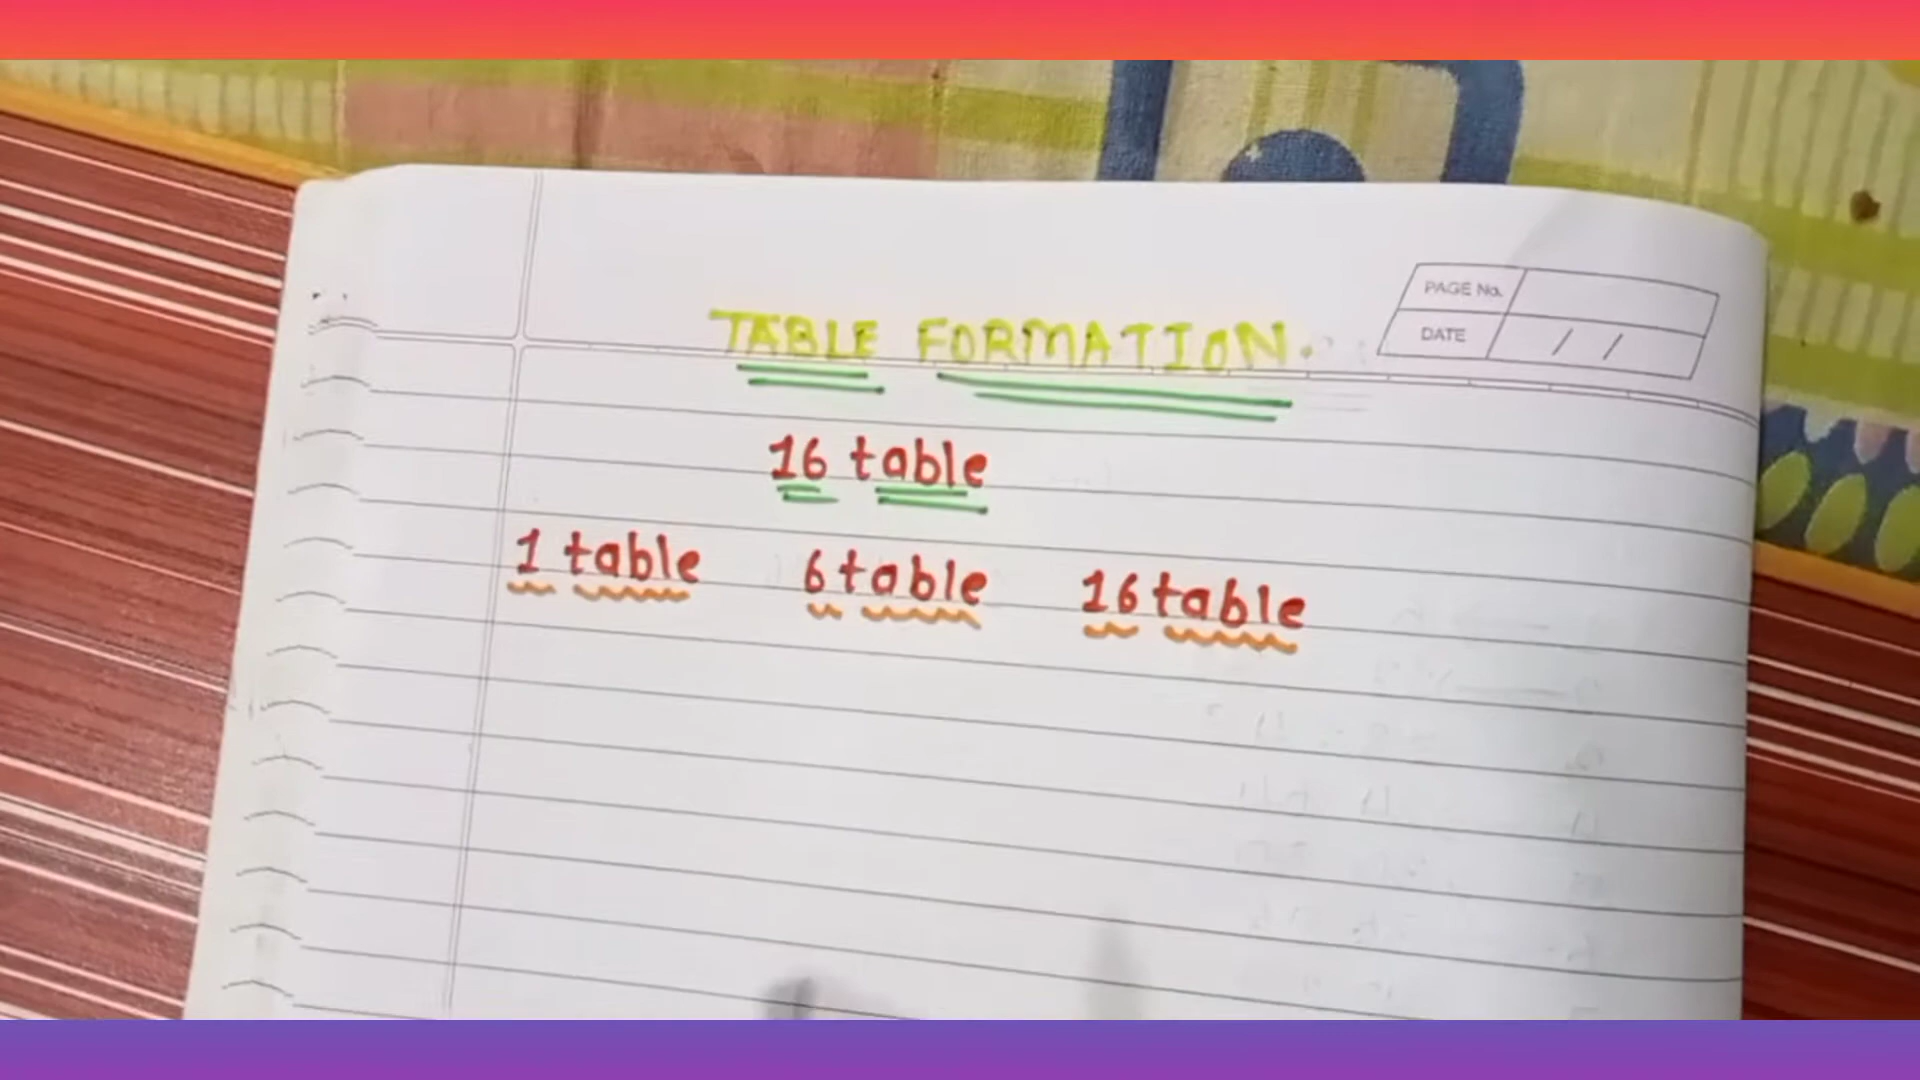 PAGE No.
DATE / /
TABLE FORMATION.
16 table
1 table 6 table 16 table